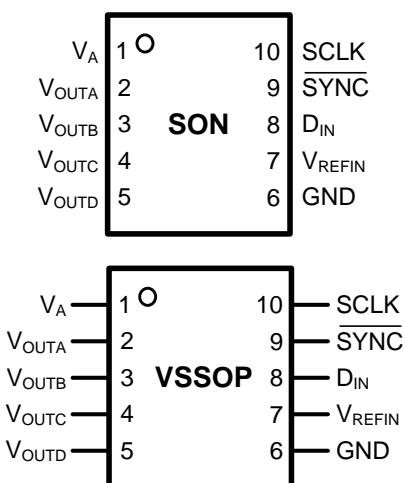 V_A 1 10 SCLK
V_OUTA 2 9 S̅Y̅N̅C̅
V_OUTB 3 SON 8 D_IN
V_OUTC 4 7 V_REFIN
V_OUTD 5 6 GND
V_A 1 10 SCLK
V_OUTA 2 9 S̅Y̅N̅C̅
V_OUTB 3 VSSOP 8 D_IN
V_OUTC 4 7 V_REFIN
V_OUTD 5 6 GND